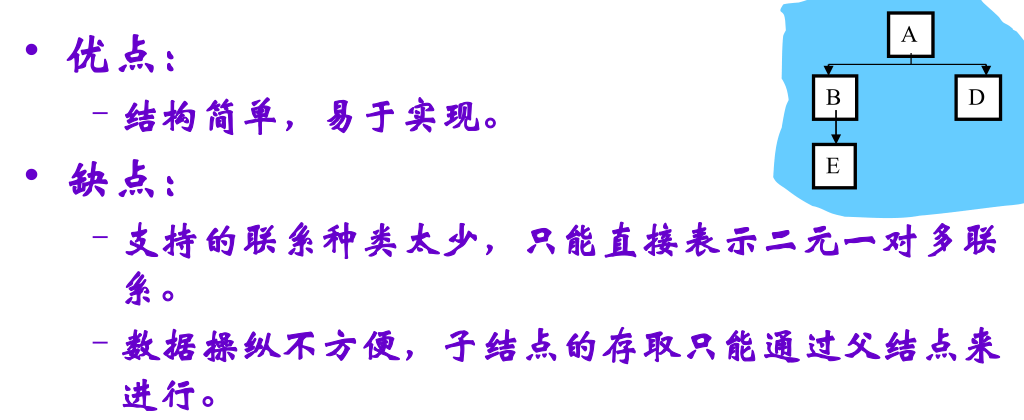 • 优点：
– 结构简单，易于实现。
• 缺点：
– 支持的联系种类太少，只能直接表示二元一对多联
系。
– 数据操纵不方便，子结点的存取只能通过父结点来
进行。
A
B D
E